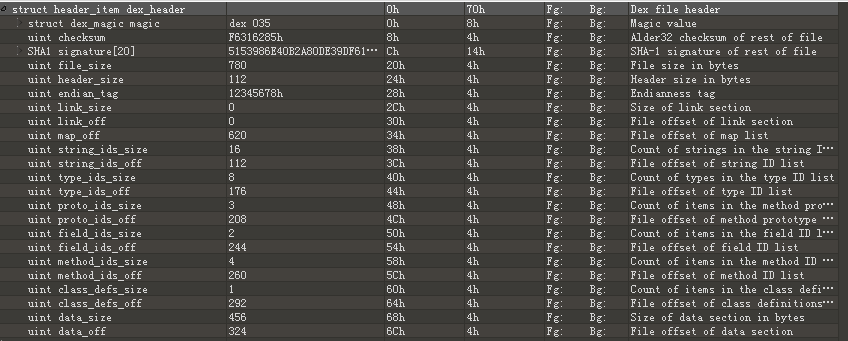 struct header_item dex_header 0h 70h Fg: Bg: Dex file header
struct dex_magic magic dex 035 0h 8h Fg: Bg: Magic value
uint checksum F6316285h 8h 4h Fg: Bg: Alder32 checksum of rest of file
SHA1 signature[20] 5153986E40B2A80DE39DF61... Ch 14h Fg: Bg: SHA-1 signature of rest of file
uint file_size 780 20h 4h Fg: Bg: File size in bytes
uint header_size 112 24h 4h Fg: Bg: Header size in bytes
uint endian_tag 12345678h 28h 4h Fg: Bg: Endianness tag
uint link_size 0 2Ch 4h Fg: Bg: Size of link section
uint link_off 0 30h 4h Fg: Bg: File offset of link section
uint map_off 620 34h 4h Fg: Bg: File offset of map list
uint string_ids_size 16 38h 4h Fg: Bg: Count of strings in the string I...
uint string_ids_off 112 3Ch 4h Fg: Bg: File offset of string ID list
uint type_ids_size 8 40h 4h Fg: Bg: Count of types in the type ID list
uint type_ids_off 176 44h 4h Fg: Bg: File offset of type ID list
uint proto_ids_size 3 48h 4h Fg: Bg: Count of items in the method pro...
uint proto_ids_off 208 4Ch 4h Fg: Bg: File offset of method prototype ...
uint field_ids_size 2 50h 4h Fg: Bg: Count of items in the field ID l...
uint field_ids_off 244 54h 4h Fg: Bg: File offset of field ID list
uint method_ids_size 4 58h 4h Fg: Bg: Count of items in the method ID ...
uint method_ids_off 260 5Ch 4h Fg: Bg: File offset of method ID list
uint class_defs_size 1 60h 4h Fg: Bg: Count of items in the class defi...
uint class_defs_off 292 64h 4h Fg: Bg: File offset of class definitions...
uint data_size 456 68h 4h Fg: Bg: Size of data section in bytes
uint data_off 324 6Ch 4h Fg: Bg: File offset of data section